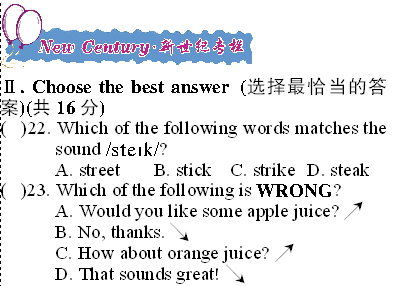 New Century·新世纪专栏
Ⅱ. Choose the best answer (选择最恰当的答
案)(共 16 分)
( )22. Which of the following words matches the
sound /steɪk/?
A. street B. stick C. strike D. steak
( )23. Which of the following is WRONG?
A. Would you like some apple juice? ↗
B. No, thanks. ↘
C. How about orange juice? ↗
D. That sounds great! ↘